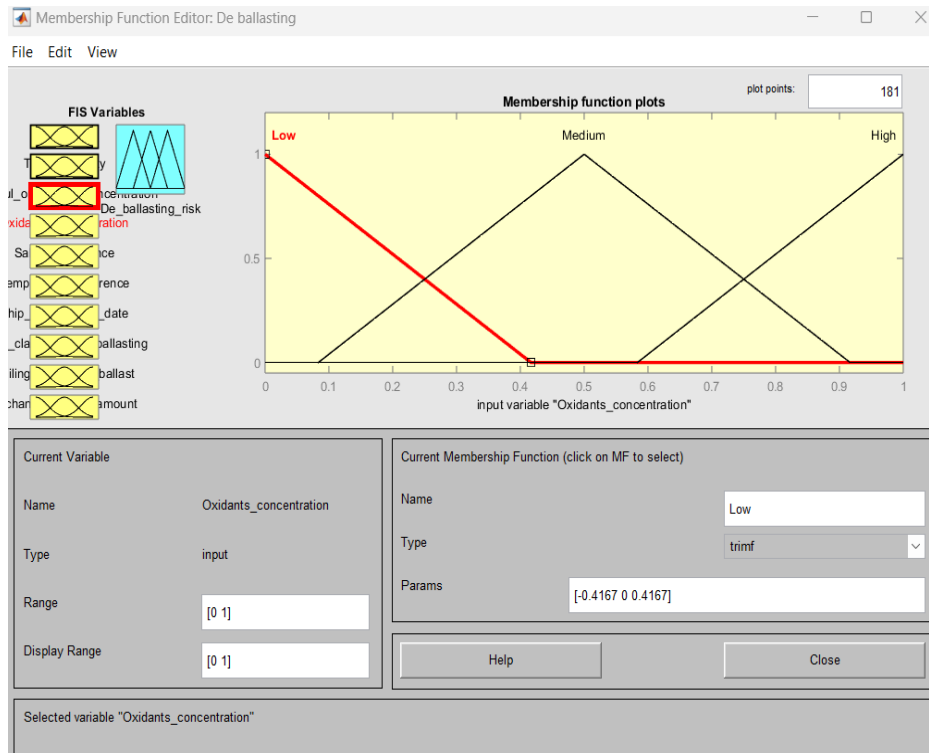 Membership Function Editor: De ballasting
File Edit View
plot points: 181
FIS Variables
De_ballasting_risk
Membership function plots
Low Medium High
1
0.5
0
0 0.1 0.2 0.3 0.4 0.5 0.6 0.7 0.8 0.9 1
input variable "Oxidants_concentration"
Current Variable
Name Oxidants_concentration
Type input
Range [0 1]
Display Range [0 1]
Current Membership Function (click on MF to select)
Name Low
Type trimf
Params [-0.4167 0 0.4167]
Help Close
Selected variable "Oxidants_concentration"